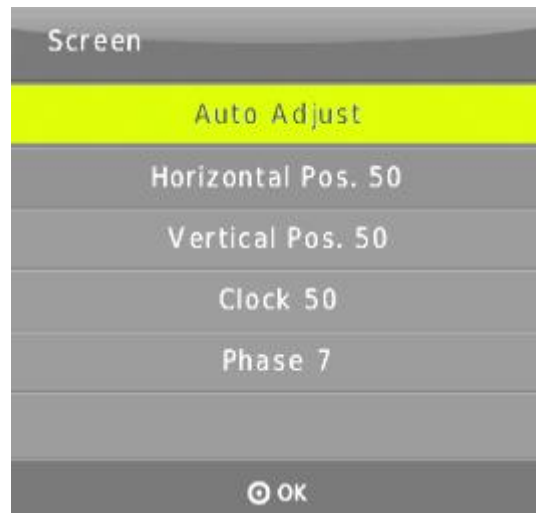 Screen
Auto Adjust
Horizontal Pos. 50
Vertical Pos. 50
Clock 50
Phase 7
OK